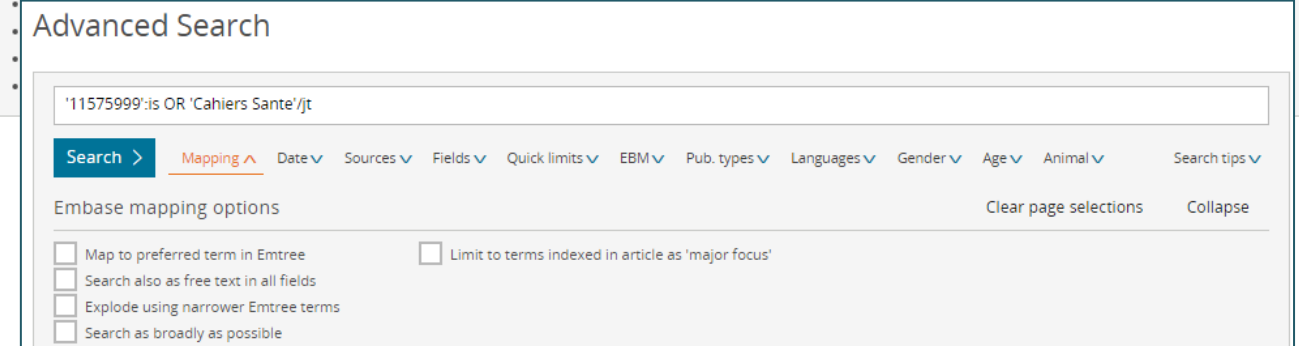 Advanced Search
'11575999':is OR 'Cahiers Sante'/jt
Search > Mapping Date Sources Fields Quick limits EBM Pub. types Languages Gender Age Animal Search tips
Embase mapping options Clear page selections Collapse
Map to preferred term in Emtree Limit to terms indexed in article as 'major focus'
Search also as free text in all fields
Explode using narrower Emtree terms
Search as broadly as possible